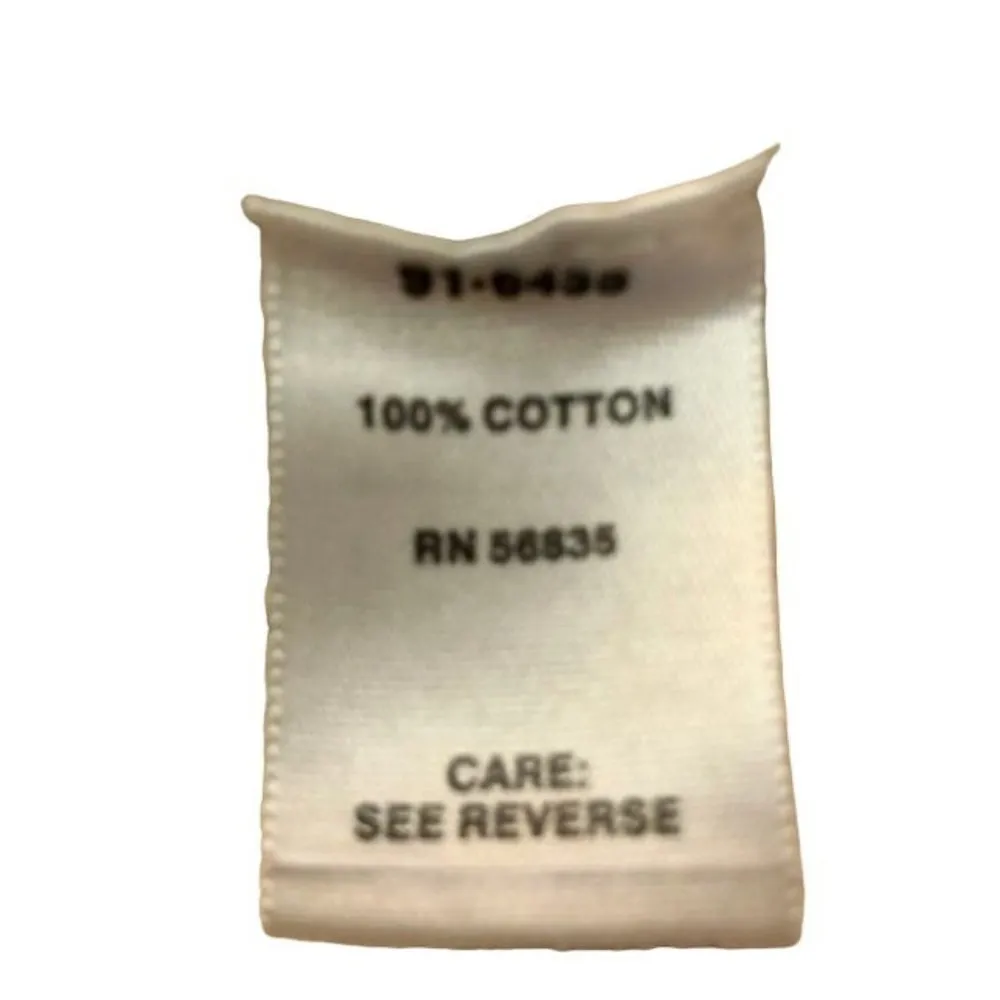 100% COTTON
RN 56835
CARE:
SEE REVERSE